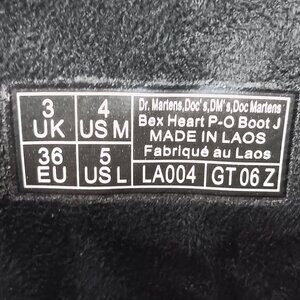 3 UK
4 US M
36 EU
5 US L
Dr. Martens,Doc's,DM's,Doc Martens
Bex Heart P-O Boot J
MADE IN LAOS
Fabriqué au Laos
LA004
GT 06 Z